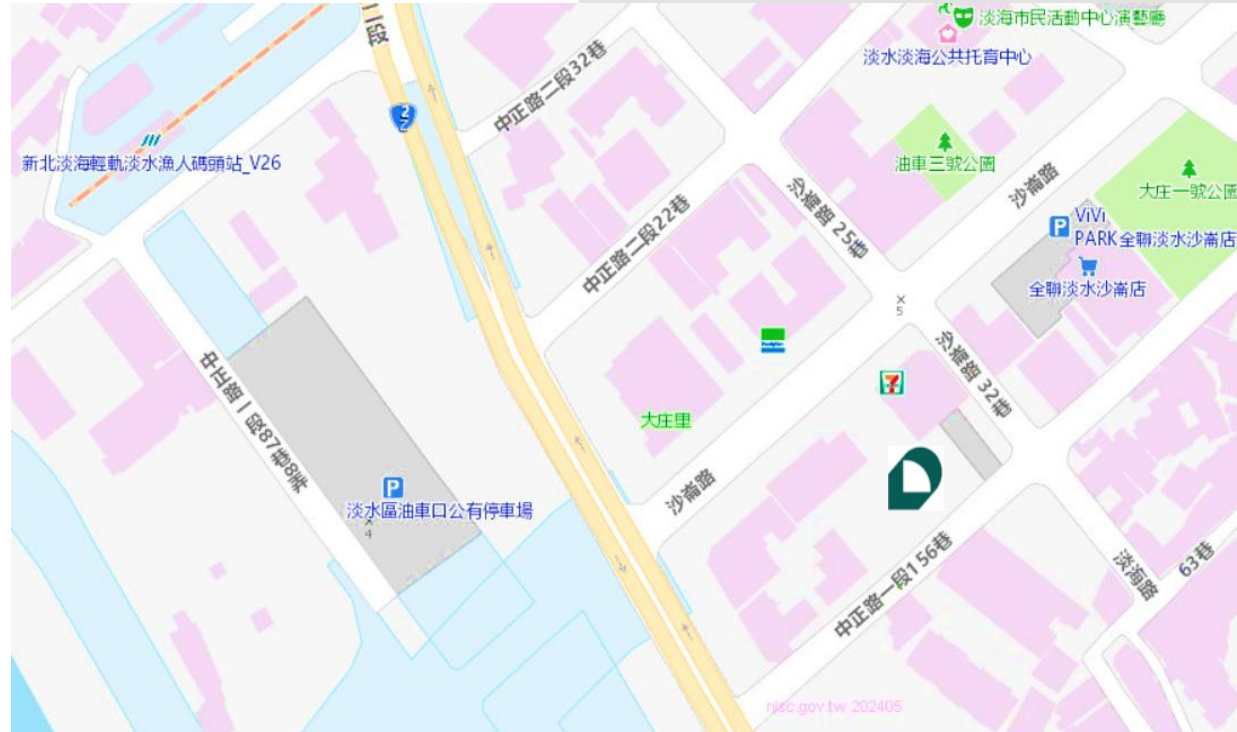 淡海市民活動中心演藝廳
淡水淡海公共托育中心
二段
中正路二段32巷
2
乙
新北淡海輕軌淡水漁人碼頭站_V26
油車三號公園
沙崙路
大庄一號公園
中正路二段22巷
沙崙路 25巷
P
ViVi
PARK全聯淡水沙崙店
全聯淡水沙崙店
x
5
沙崙路 32巷
FamilyMart
7
中正路一段87巷8弄
大庄里
沙崙路
P
淡水區油車口公有停車場
x
4
中正路一段156巷
淡海路
63巷
nlsc.gov.tw 202405